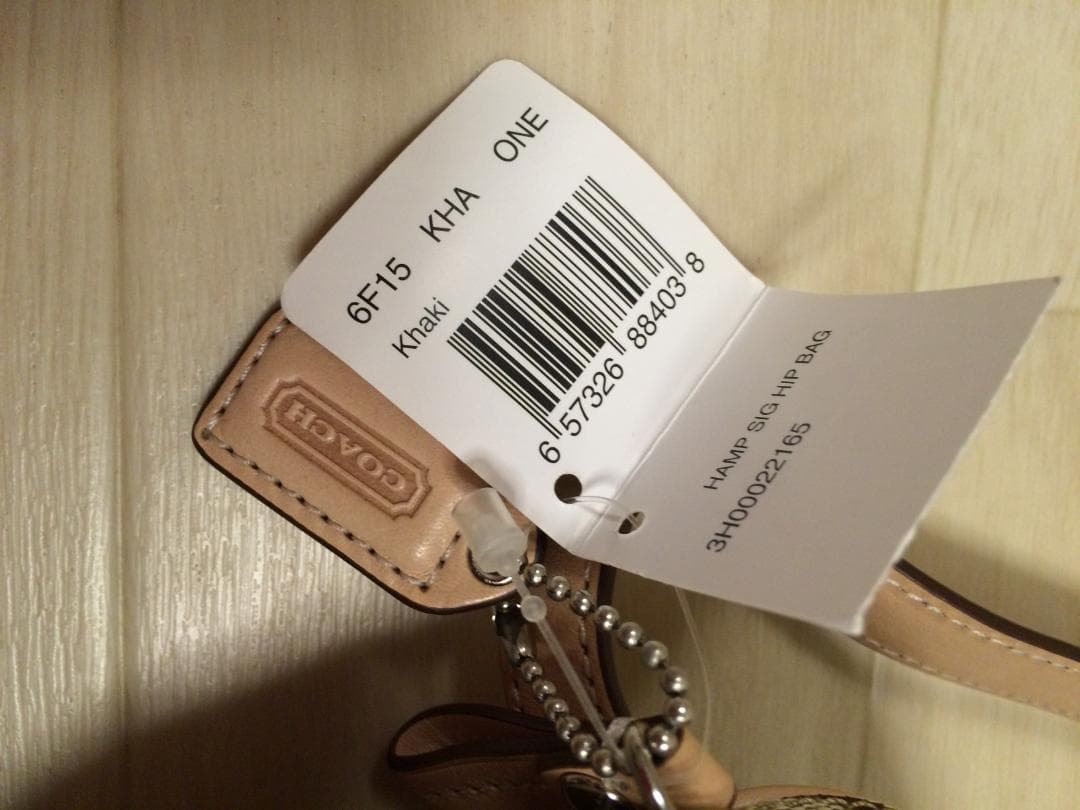 6F15 KHA ONE
Khaki
6 57326 88403 8
HAMP SIG HIP BAG
3H00022165
COACH